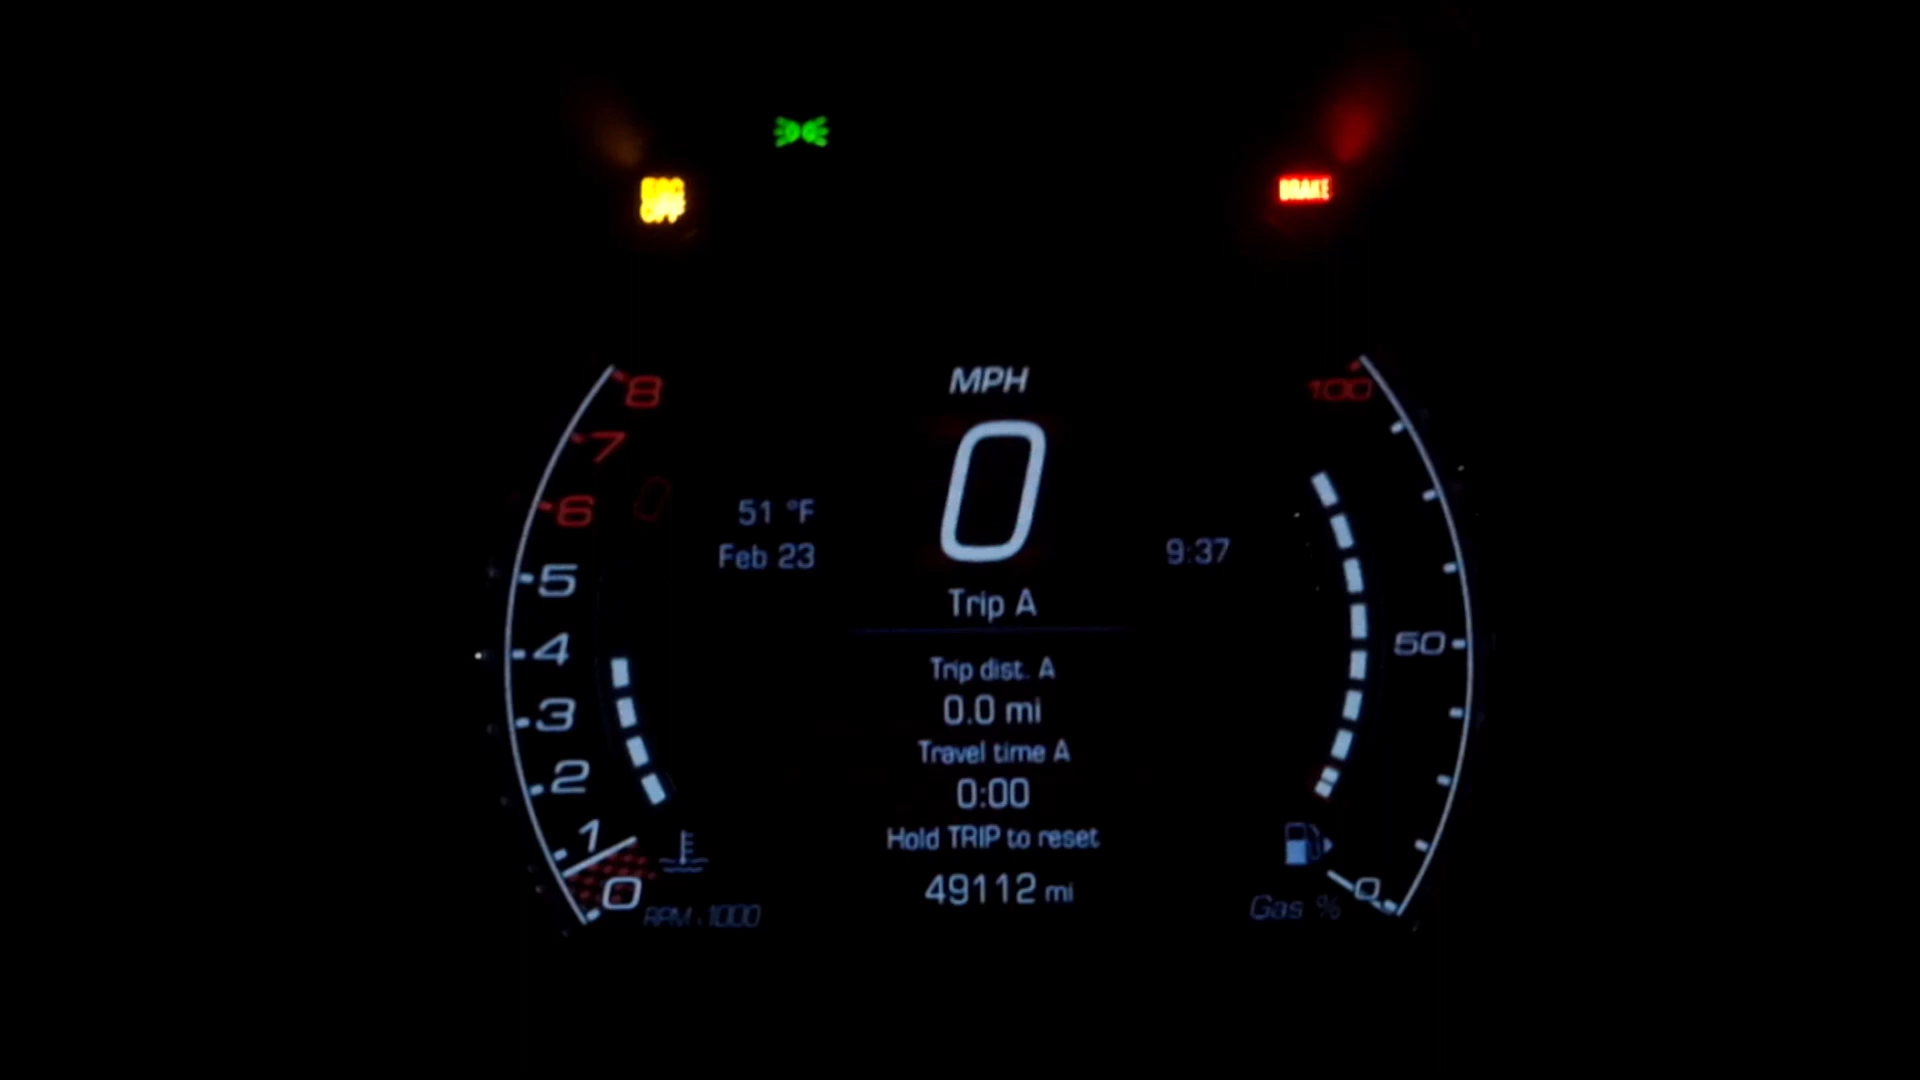 BRAKE
MPH
0
8
7
6
5
4
3
2
1
0
RPM x 1000
51 °F
Feb 23
9:37
Trip A
Trip dist. A
0.0 mi
Travel time A
0:00
Hold TRIP to reset
49112 mi
100
50
0
Gas %